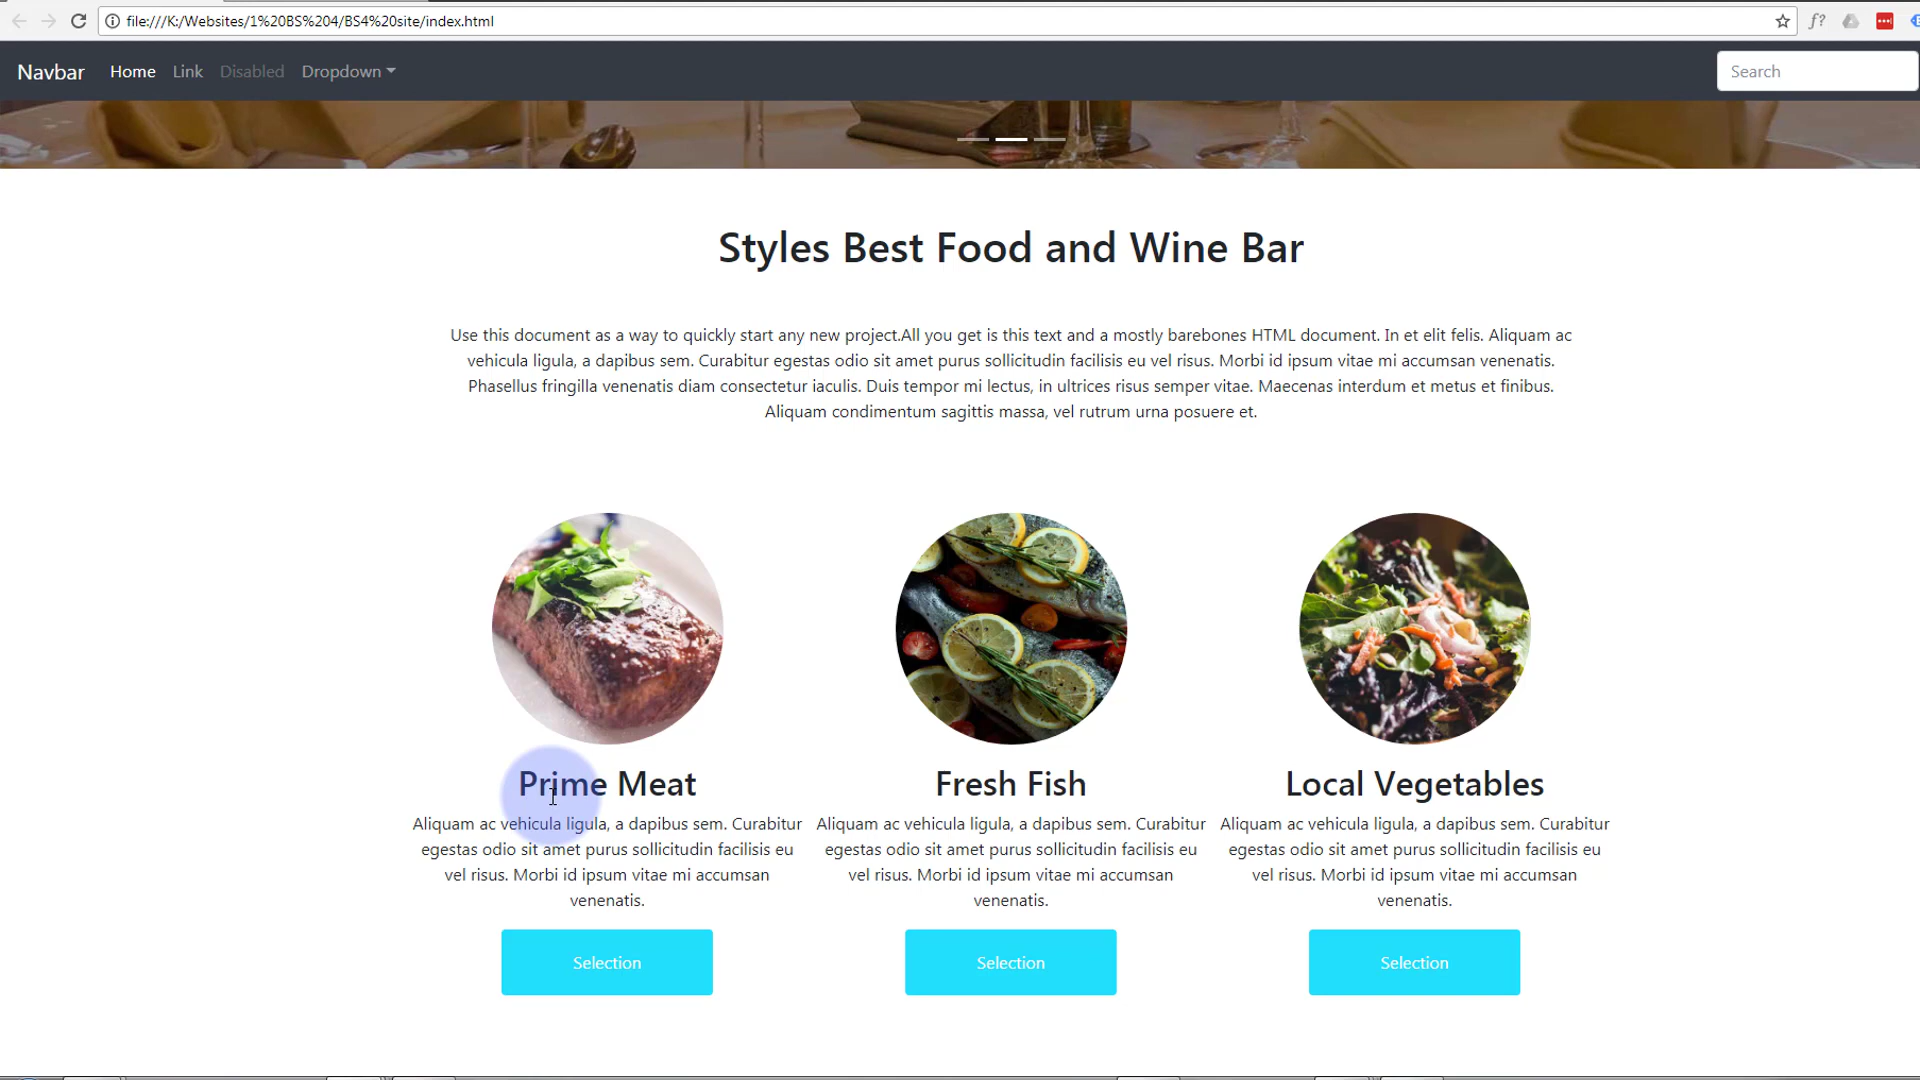 file:///K:/Websites/1%20BS%204/BS4%20site/index.html
f?
Navbar Home Link Disabled Dropdown Search
Styles Best Food and Wine Bar
Use this document as a way to quickly start any new project.All you get is this text and a mostly barebones HTML document. In et elit felis. Aliquam ac
vehicula ligula, a dapibus sem. Curabitur egestas odio sit amet purus sollicitudin facilisis eu vel risus. Morbi id ipsum vitae mi accumsan venenatis.
Phasellus fringilla venenatis diam consectetur iaculis. Duis tempor mi lectus, in ultrices risus semper vitae. Maecenas interdum et metus et finibus.
Aliquam condimentum sagittis massa, vel rutrum urna posuere et.
Prime Meat
Aliquam ac vehicula ligula, a dapibus sem. Curabitur
egestas odio sit amet purus sollicitudin facilisis eu
vel risus. Morbi id ipsum vitae mi accumsan
venenatis.
Selection
Fresh Fish
Aliquam ac vehicula ligula, a dapibus sem. Curabitur
egestas odio sit amet purus sollicitudin facilisis eu
vel risus. Morbi id ipsum vitae mi accumsan
venenatis.
Selection
Local Vegetables
Aliquam ac vehicula ligula, a dapibus sem. Curabitur
egestas odio sit amet purus sollicitudin facilisis eu
vel risus. Morbi id ipsum vitae mi accumsan
venenatis.
Selection